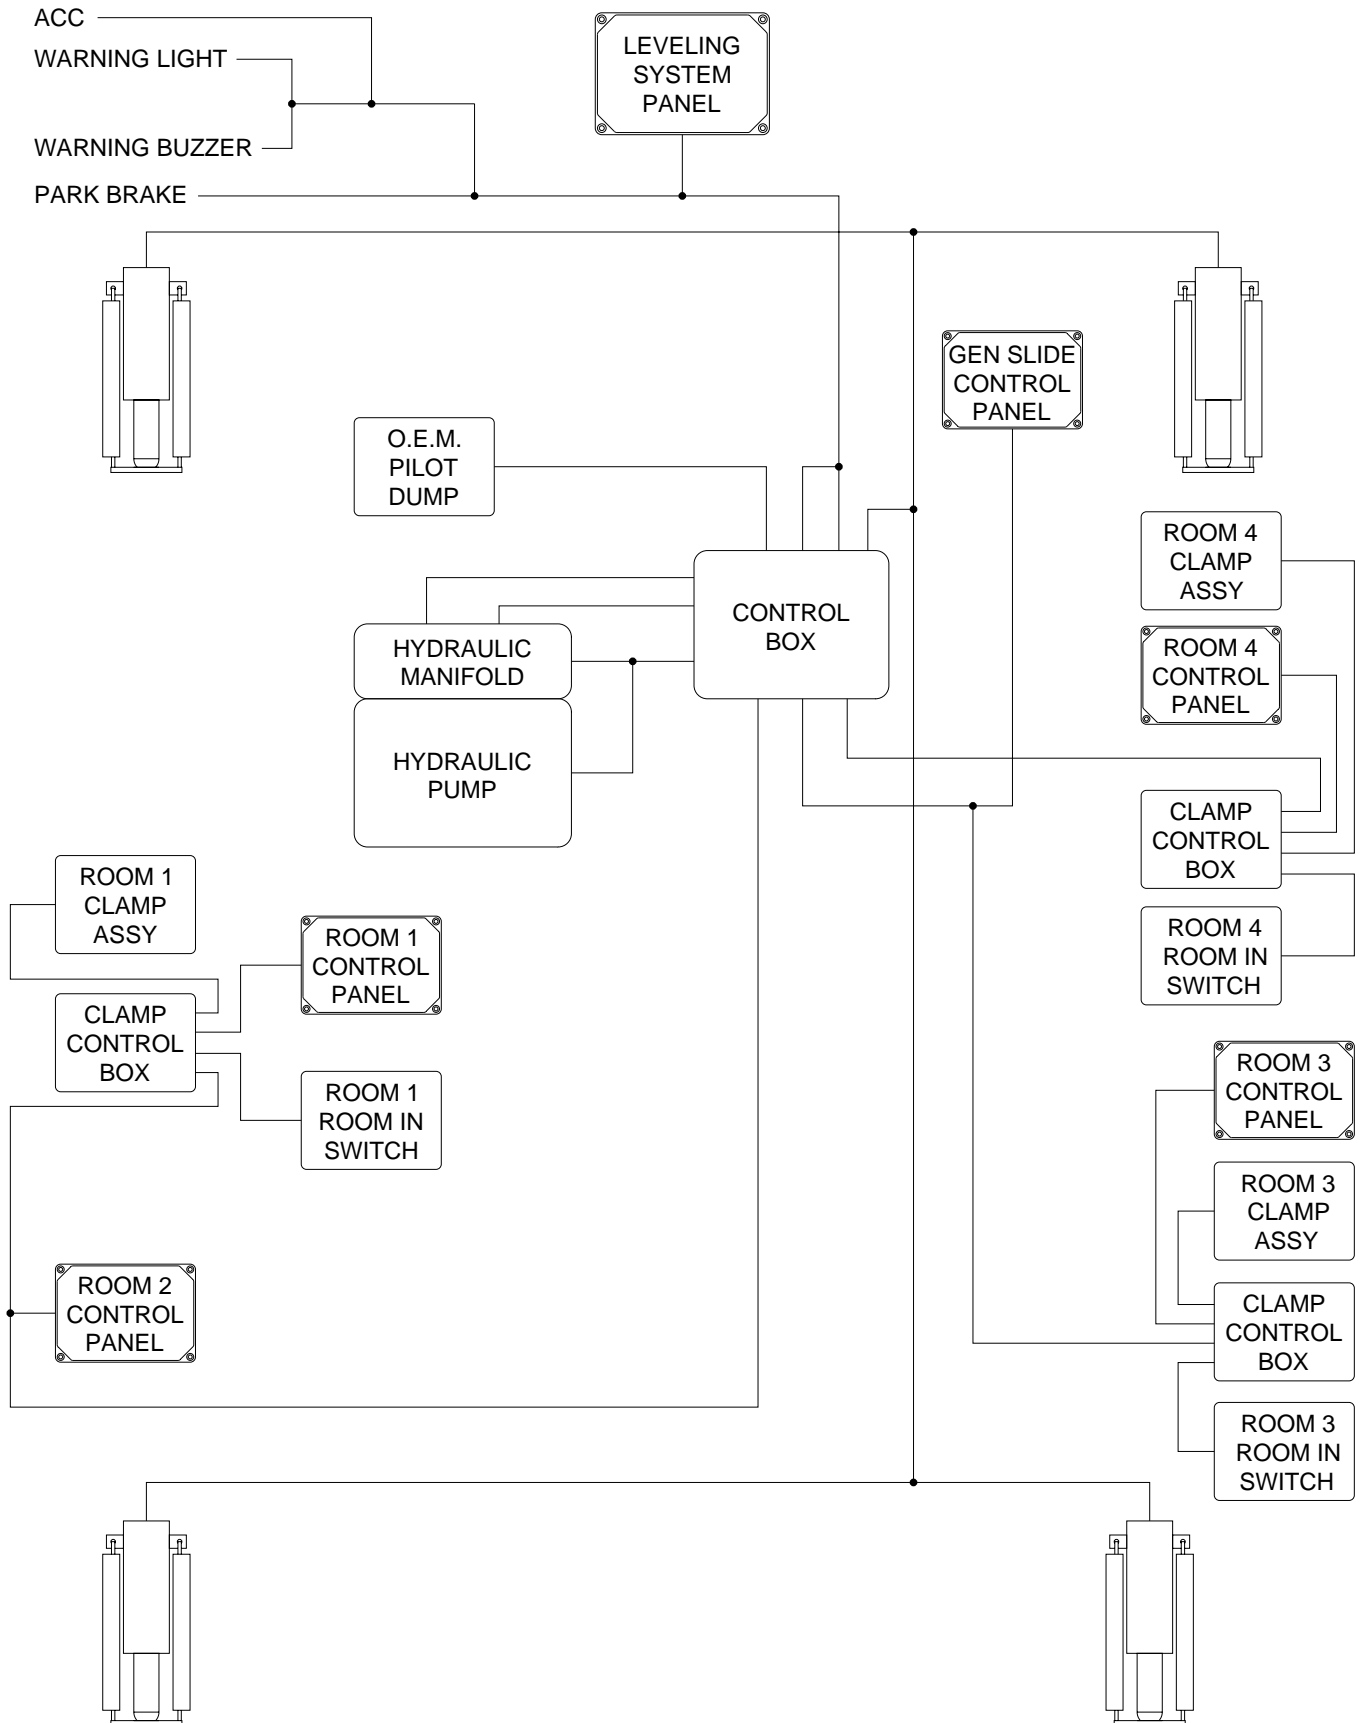 ACC
WARNING LIGHT
WARNING BUZZER
PARK BRAKE
LEVELING
SYSTEM
PANEL
GEN SLIDE
CONTROL
PANEL
O.E.M.
PILOT
DUMP
CONTROL
BOX
HYDRAULIC
MANIFOLD
HYDRAULIC
PUMP
ROOM 4
CLAMP
ASSY
ROOM 4
CONTROL
PANEL
CLAMP
CONTROL
BOX
ROOM 4
ROOM IN
SWITCH
ROOM 1
CLAMP
ASSY
ROOM 1
CONTROL
PANEL
CLAMP
CONTROL
BOX
ROOM 1
ROOM IN
SWITCH
ROOM 2
CONTROL
PANEL
ROOM 3
CONTROL
PANEL
ROOM 3
CLAMP
ASSY
CLAMP
CONTROL
BOX
ROOM 3
ROOM IN
SWITCH